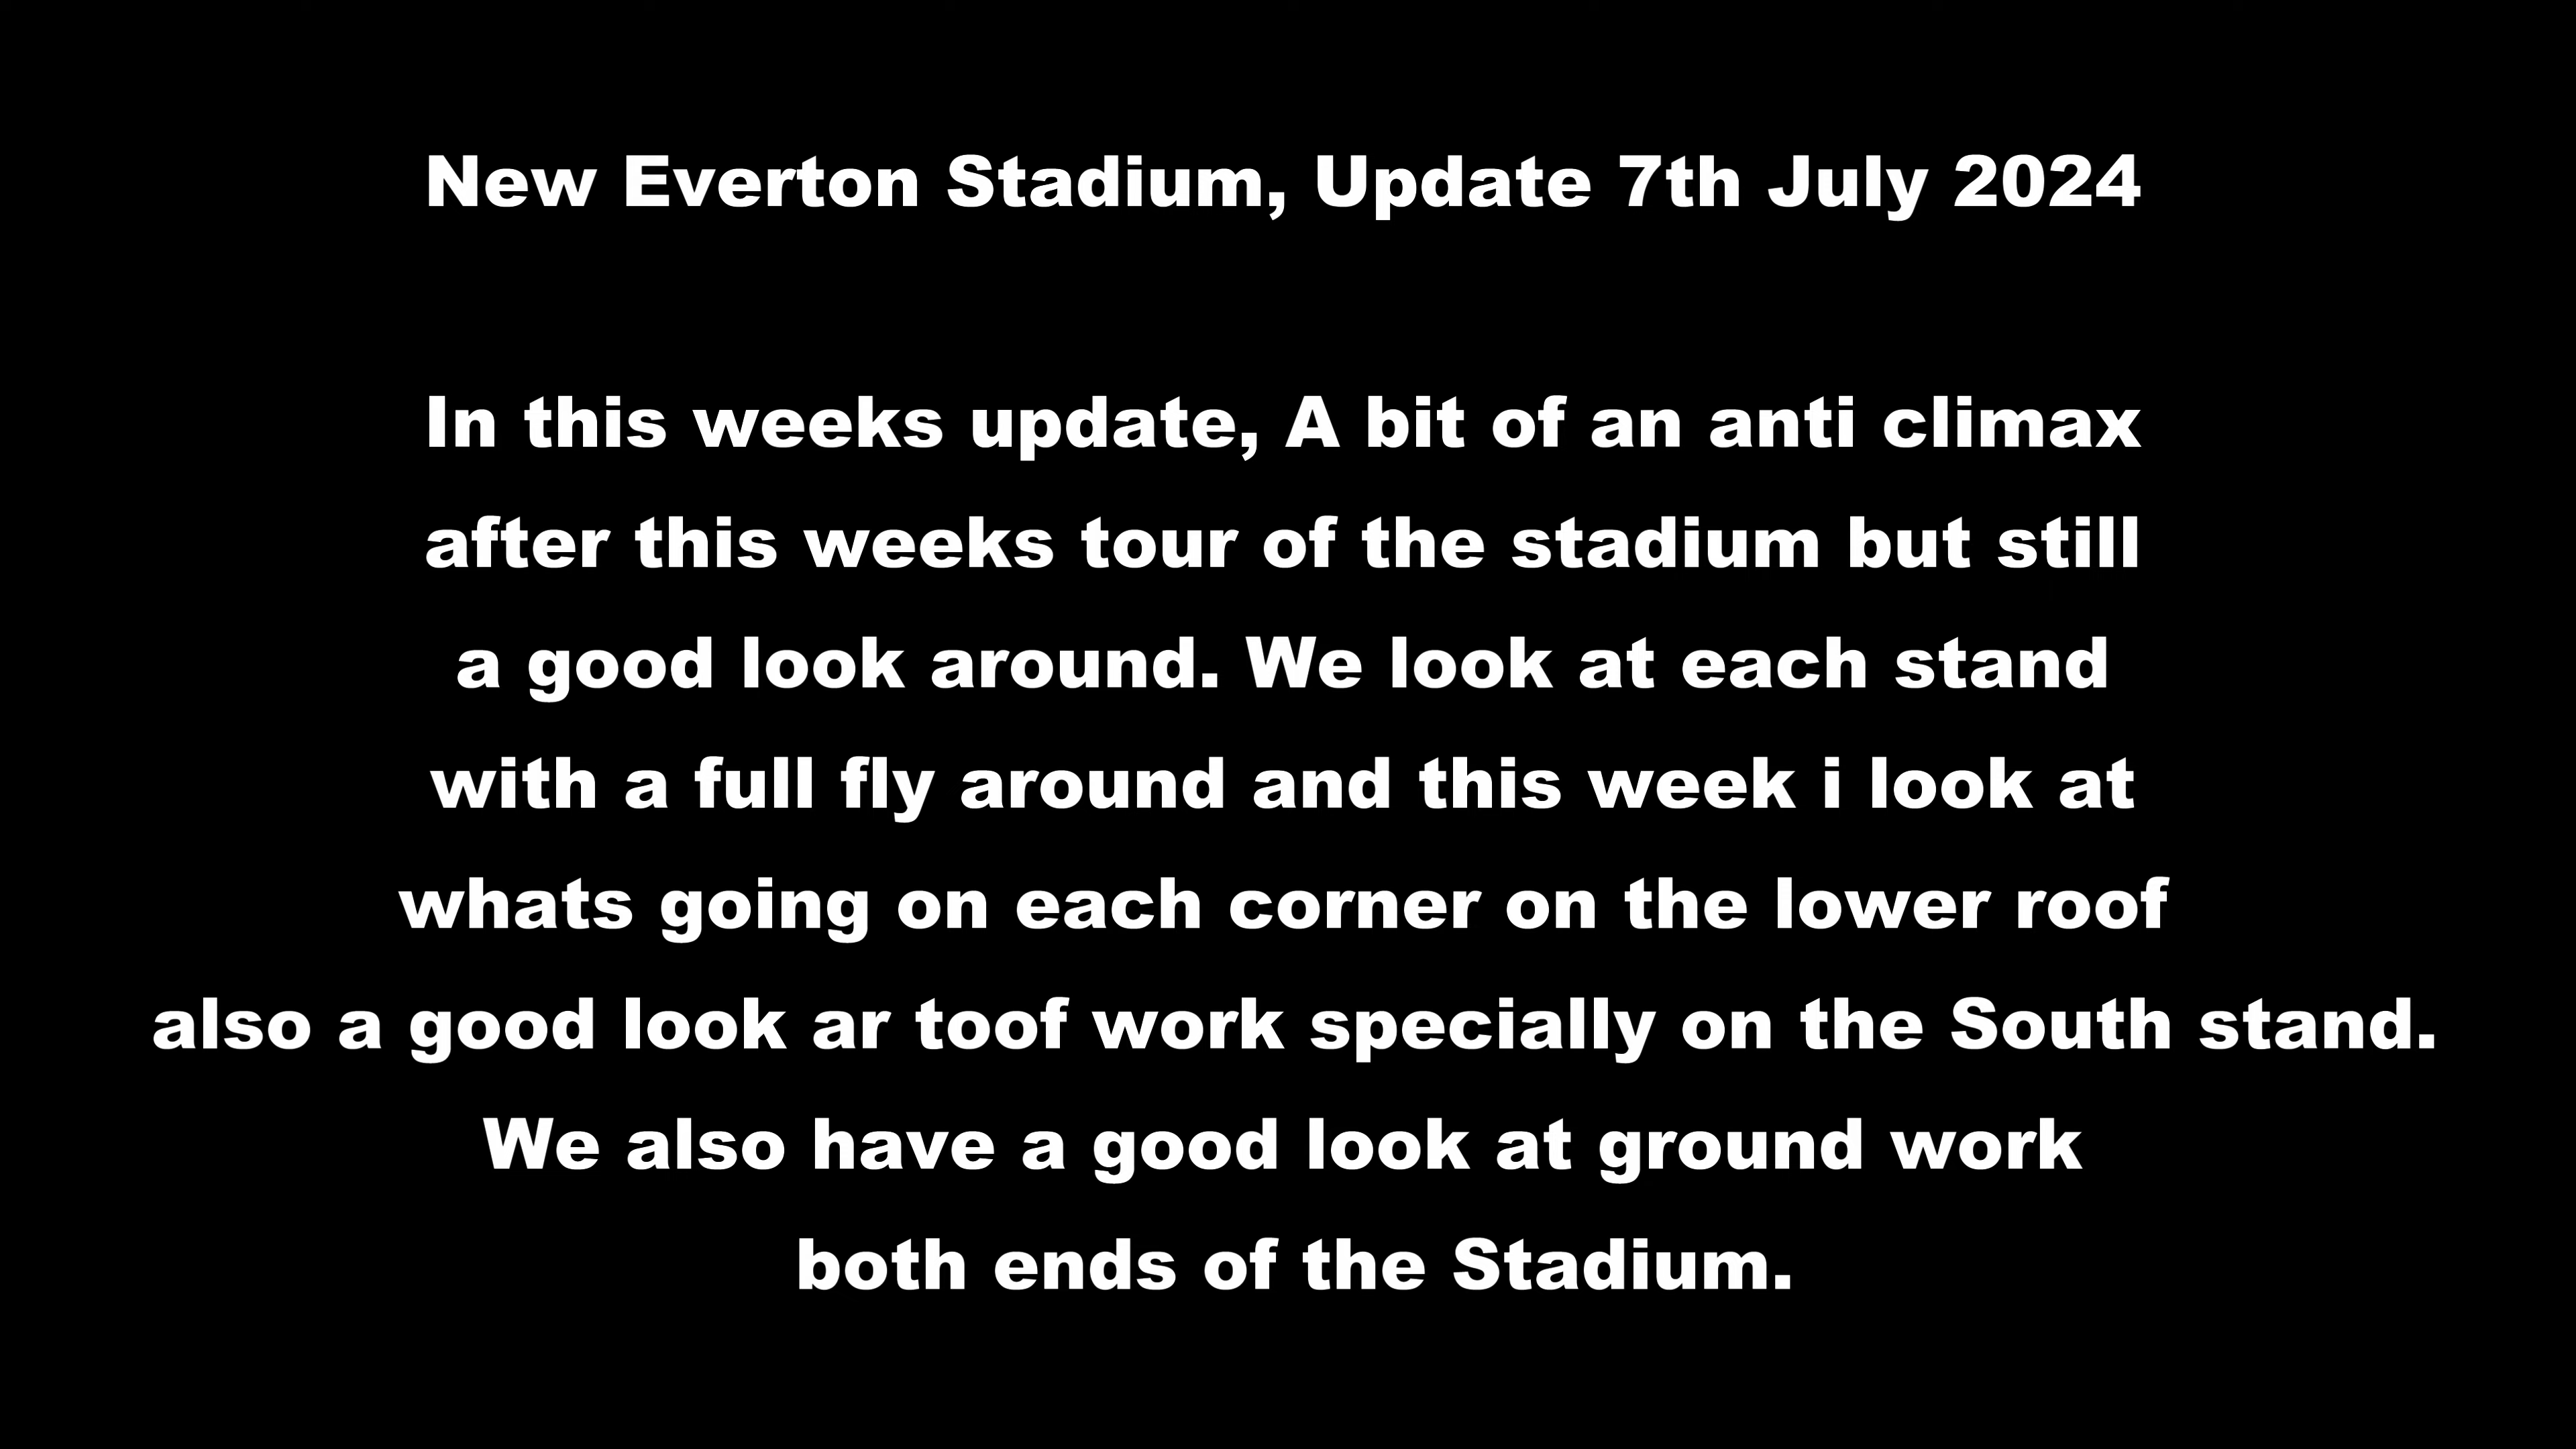 New Everton Stadium, Update 7th July 2024
In this weeks update, A bit of an anti climax
after this weeks tour of the stadium but still
a good look around. We look at each stand
with a full fly around and this week i look at
whats going on each corner on the lower roof
also a good look ar toof work specially on the South stand.
We also have a good look at ground work
both ends of the Stadium.